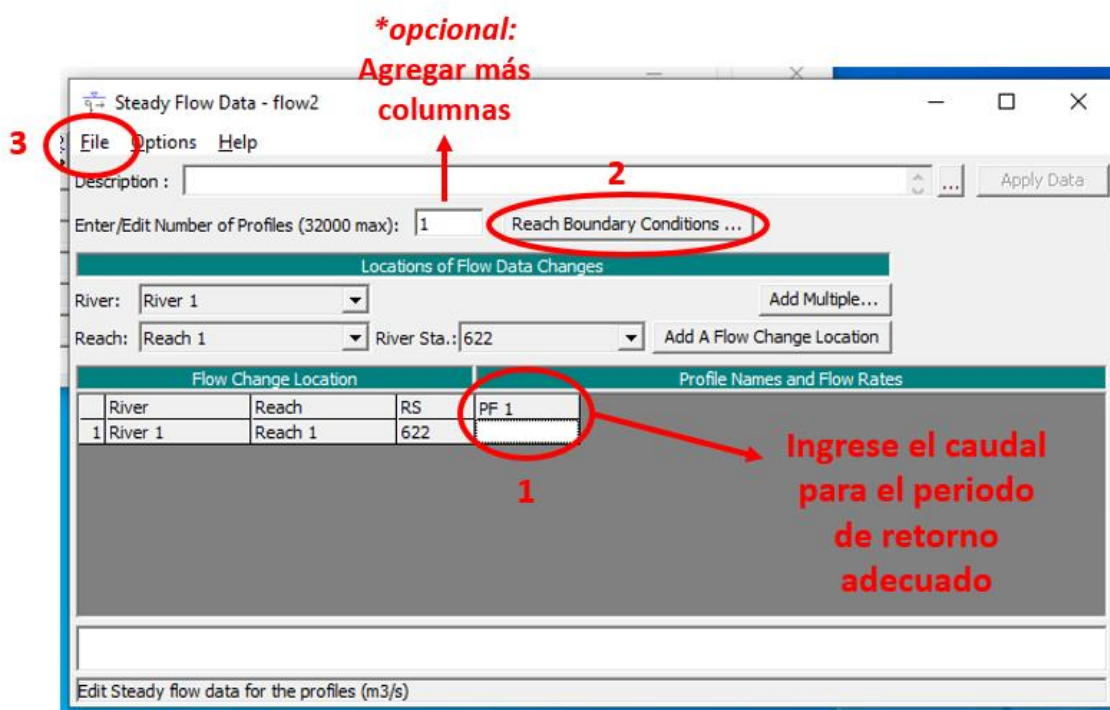 *opcional:
Agregar más
columnas
Steady Flow Data - flow2
3
File Options Help
Description :
2
... Apply Data
Enter/Edit Number of Profiles (32000 max): 1 Reach Boundary Conditions ...
Locations of Flow Data Changes
River: River 1 Add Multiple...
Reach: Reach 1 River Sta.: 622 Add A Flow Change Location
Flow Change Location Profile Names and Flow Rates
River Reach RS PF 1
1 River 1 Reach 1 622
1
Ingrese el caudal
para el periodo
de retorno
adecuado
Edit Steady flow data for the profiles (m3/s)